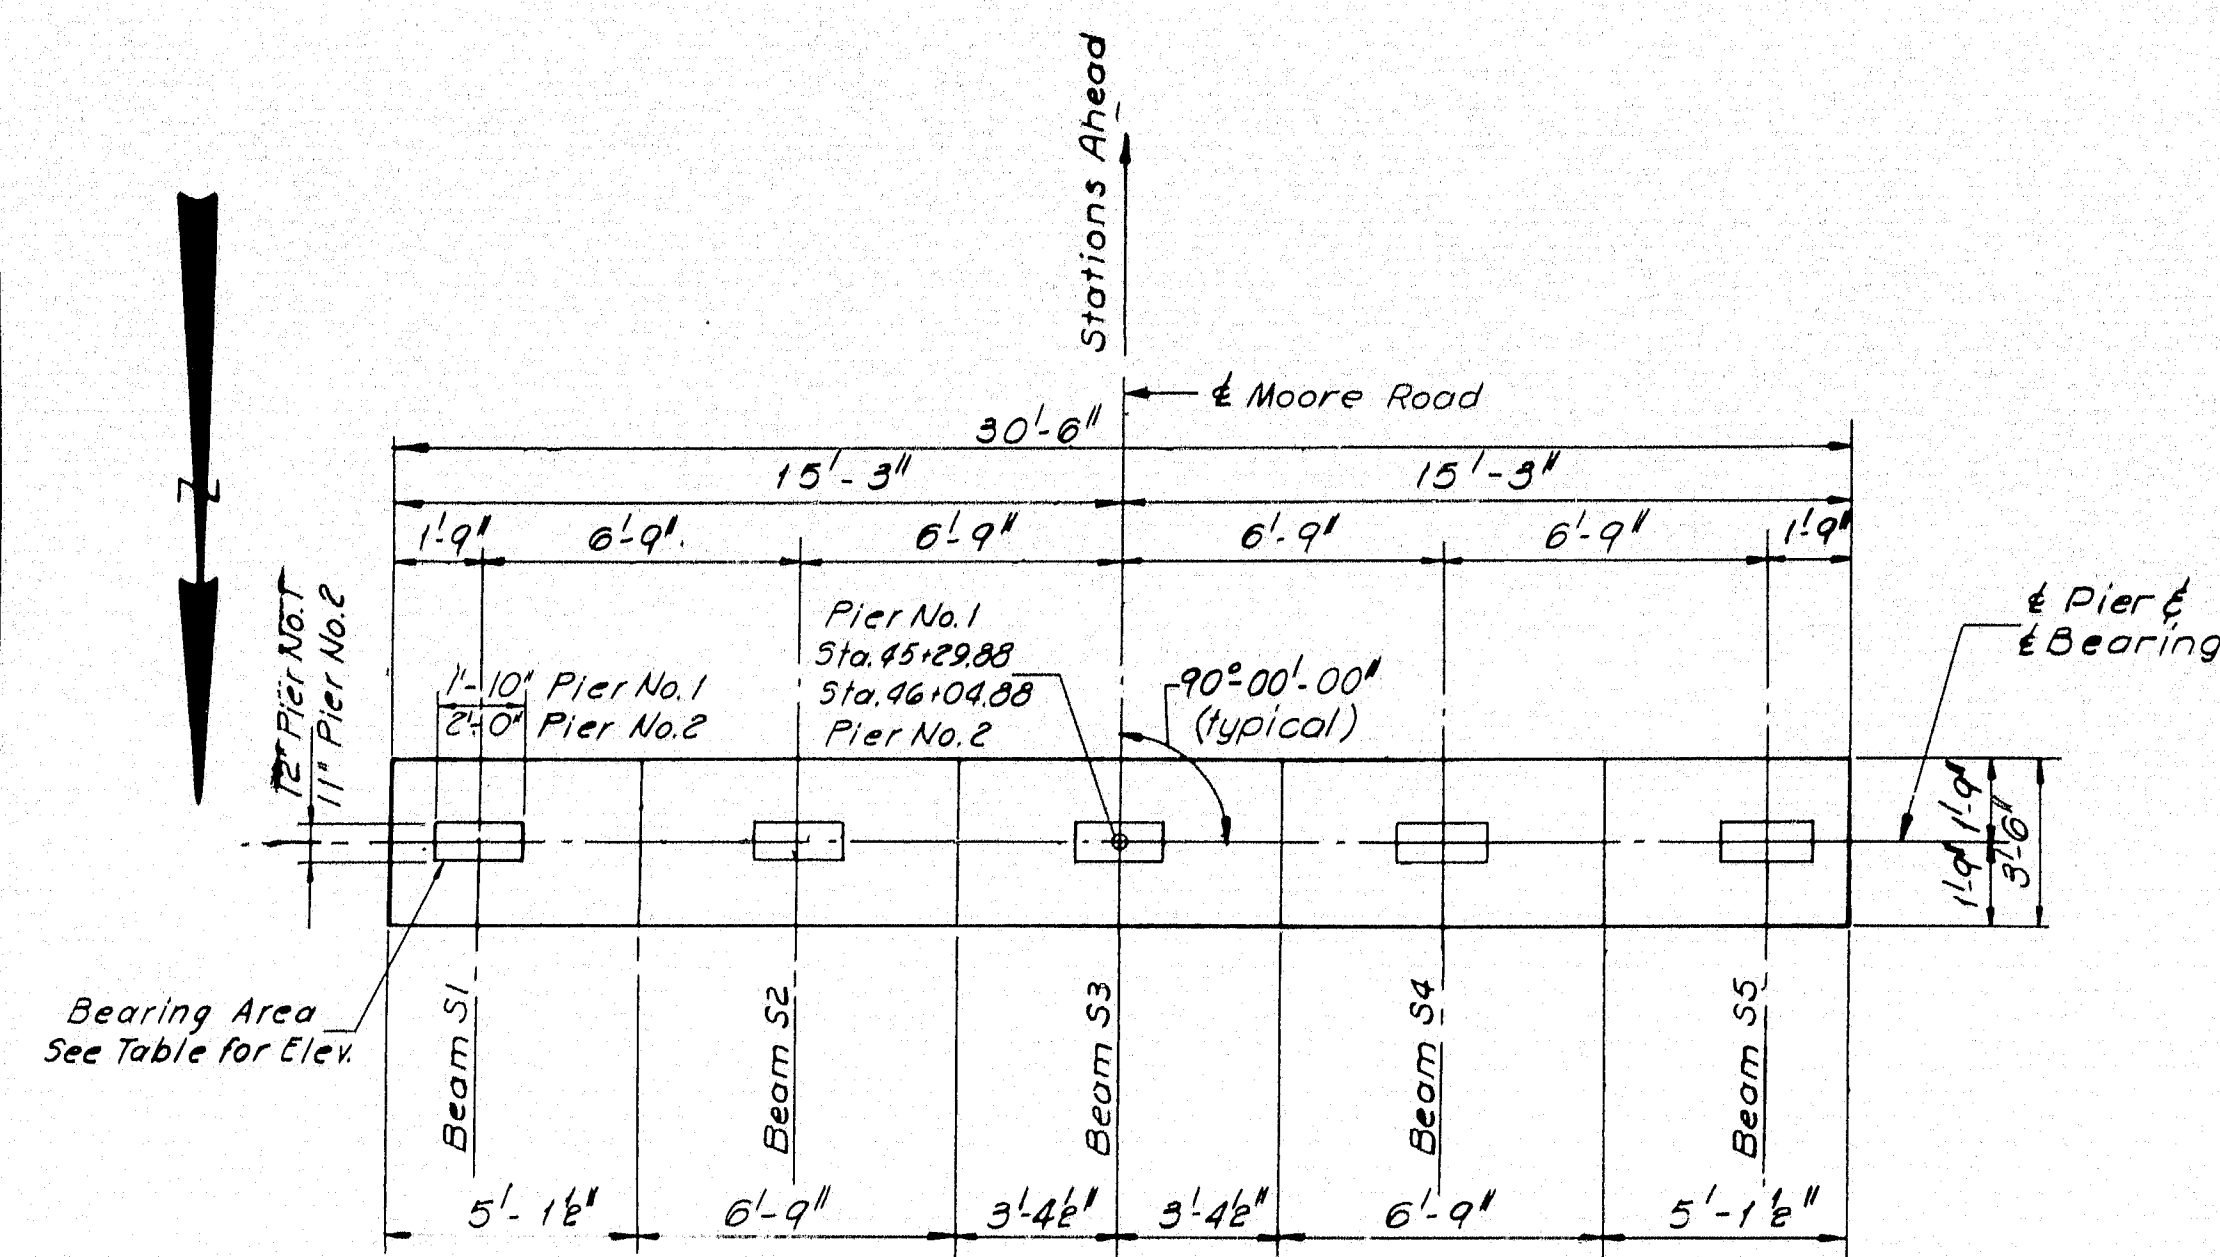 Stations Ahead
℄ Moore Road
30'-6"
15'-3"
15'-3"
1'-9"
6'-9"
6'-9"
6'-9"
6'-9"
1'-9"
12" Pier No.1
11" Pier No.2
1'-10" Pier No.1
2'-0" Pier No.2
Pier No.1
Sta. 45+29.88
Sta. 46+04.88
Pier No.2
90°-00'-00"
(typical)
℄ Pier &
℄ Bearing
1'-9"
1'-9"
3'-6"
Bearing Area
See Table for Elev.
Beam S1
Beam S2
Beam S3
Beam S4
Beam S5
5'-1½"
6'-9"
3'-4½"
3'-4½"
6'-9"
5'-1½"